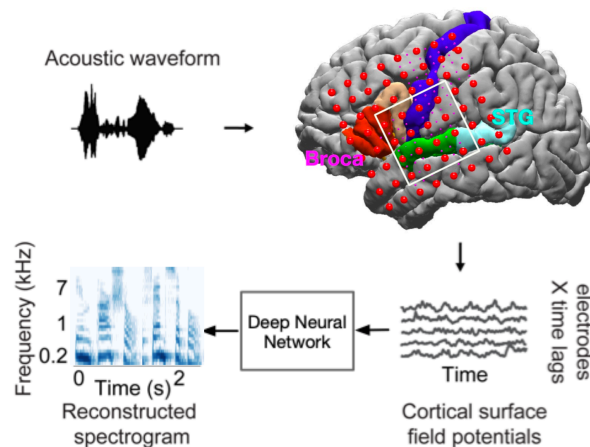 Acoustic waveform
STG
Broca
Frequency (kHz)
7
1
0.2
0
Time (s)
2
Reconstructed
spectrogram
Deep Neural
Network
Time
electrodes
X time lags
Cortical surface
field potentials